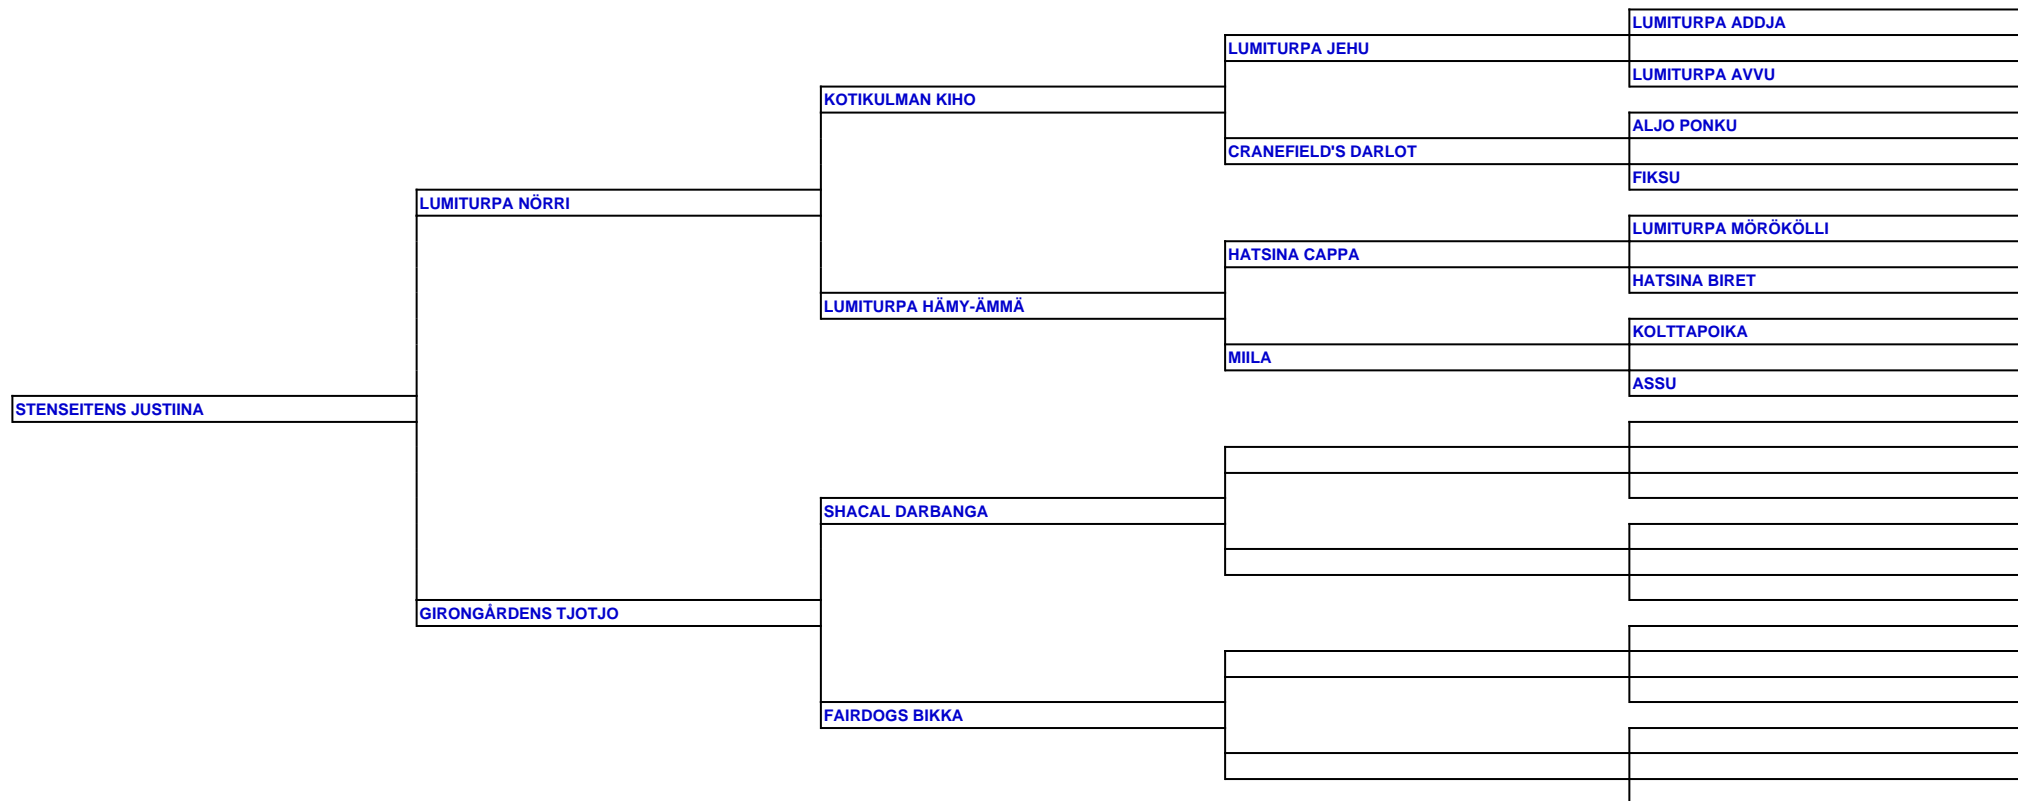 LUMITURPA ADDJA
LUMITURPA JEHU
LUMITURPA AVVU
KOTIKULMAN KIHO
ALJO PONKU
CRANEFIELD'S DARLOT
FIKSU
LUMITURPA NÖRRI
LUMITURPA MÖRÖKÖLLI
HATSINA CAPPA
HATSINA BIRET
LUMITURPA HÄMY-ÄMMÄ
KOLTTAPOIKA
MIILA
ASSU
STENSEITENS JUSTIINA
SHACAL DARBANGA
GIRONGÅRDENS TJOTJO
FAIRDOGS BIKKA